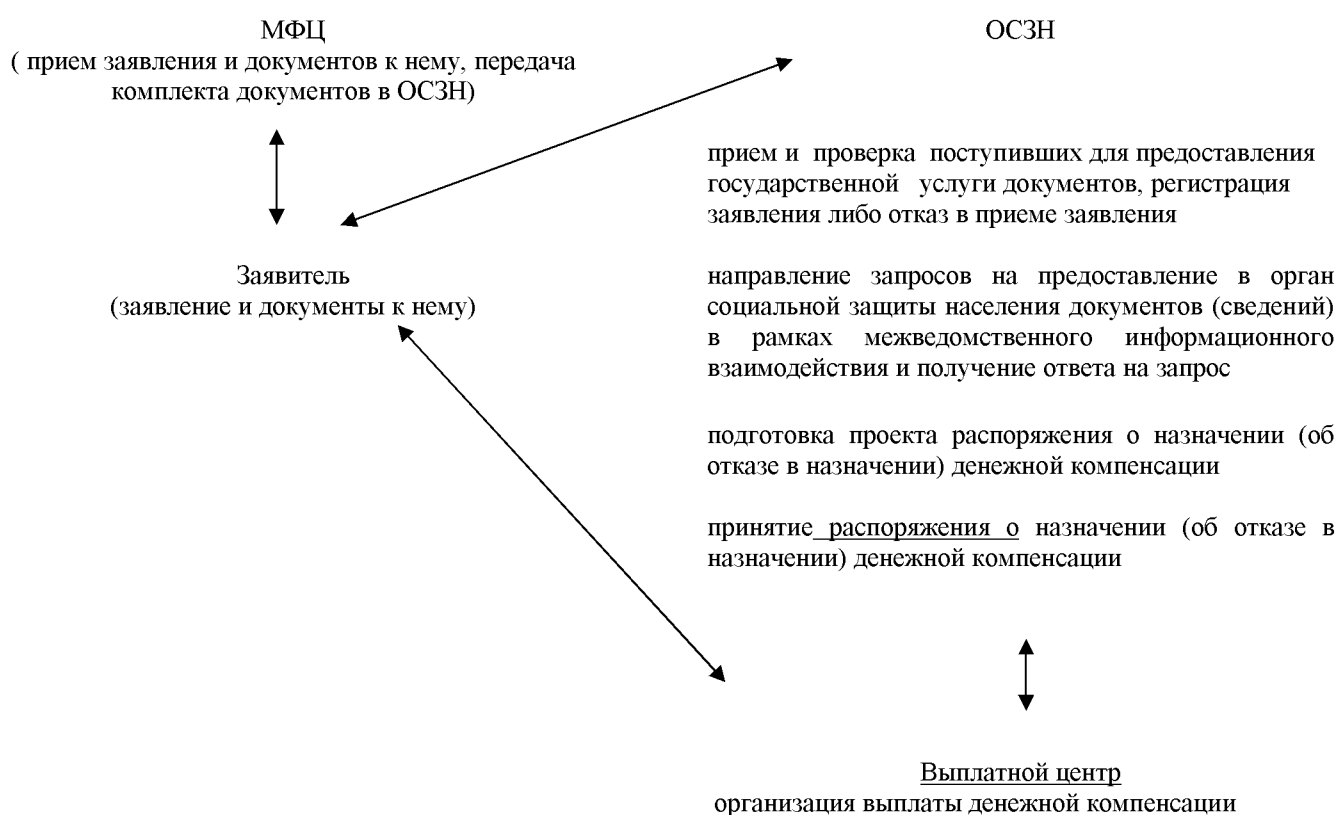 МФЦ
( прием заявления и документов к нему, передача
комплекта документов в ОСЗН)
Заявитель
(заявление и документы к нему)
ОСЗН
прием и проверка поступивших для предоставления
государственной услуги документов, регистрация
заявления либо отказ в приеме заявления
направление запросов на предоставление в орган
социальной защиты населения документов (сведений)
в рамках межведомственного информационного
взаимодействия и получение ответа на запрос
подготовка проекта распоряжения о назначении (об
отказе в назначении) денежной компенсации
принятие распоряжения о назначении (об отказе в
назначении) денежной компенсации
Выплатной центр
организация выплаты денежной компенсации